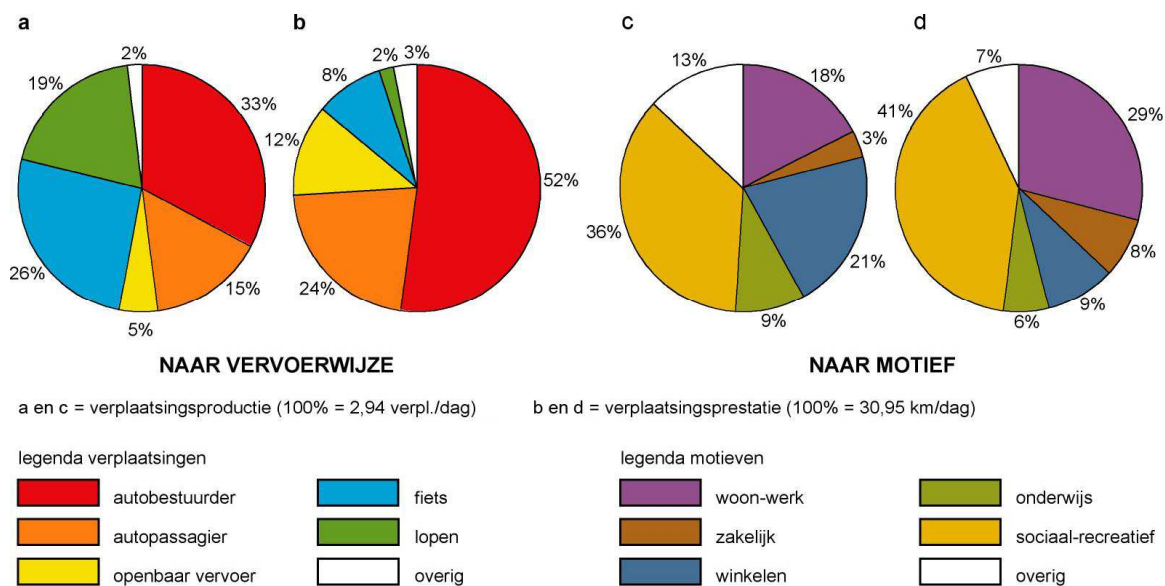 a
b
c
d
2%
19%
33%
26%
15%
5%
3%
2%
8%
12%
52%
24%
13%
18%
3%
36%
21%
9%
7%
41%
29%
8%
9%
6%
NAAR VERVOERWIJZE
NAAR MOTIEF
a en c = verplaatsingsproductie (100% = 2,94 verpl./dag)
b en d = verplaatsingsprestatie (100% = 30,95 km/dag)
legenda verplaatsingen
autobestuurder
fiets
autopassagier
lopen
openbaar vervoer
overig
legenda motieven
woon-werk
onderwijs
zakelijk
sociaal-recreatief
winkelen
overig